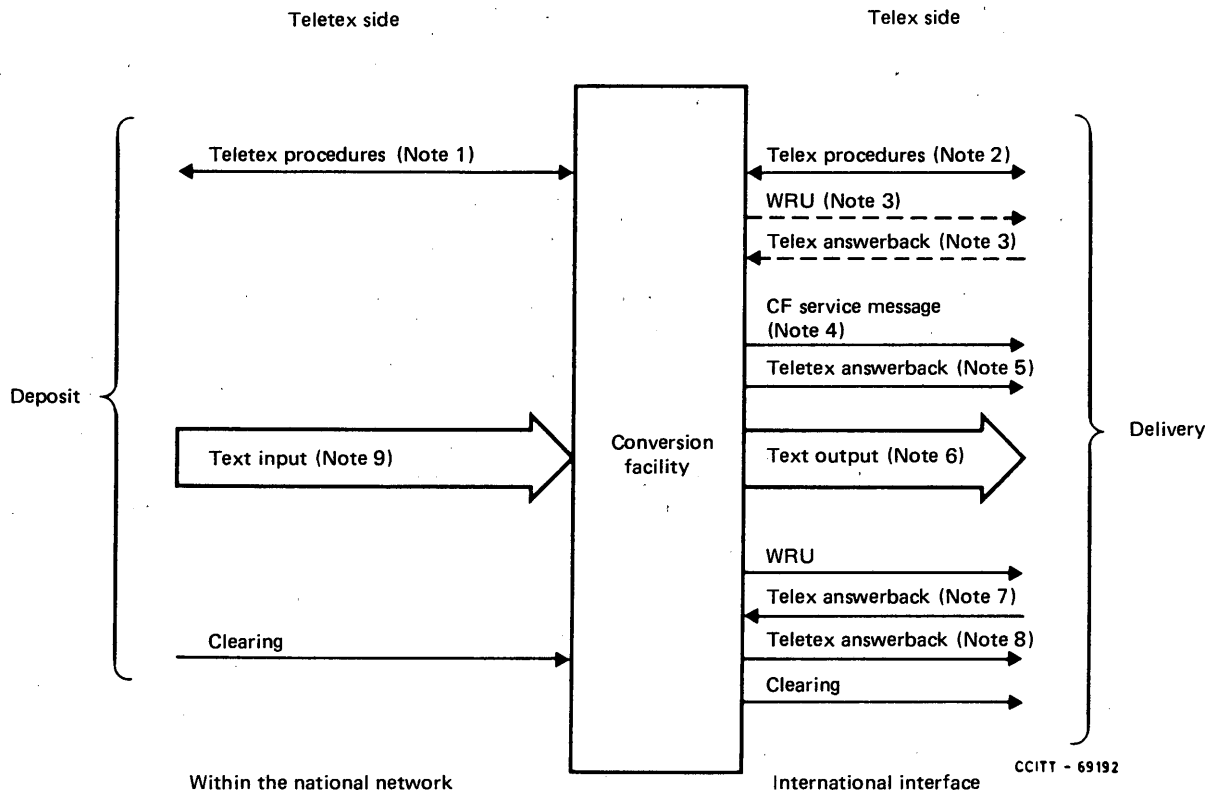 Teletex side
Telex side
Teletex procedures (Note 1)
Telex procedures (Note 2)
WRU (Note 3)
Telex answerback (Note 3)
CF service message
(Note 4)
Teletex answerback (Note 5)
Deposit
Delivery
Text input (Note 9)
Conversion
facility
Text output (Note 6)
WRU
Telex answerback (Note 7)
Clearing
Teletex answerback (Note 8)
Clearing
CCITT - 69192
Within the national network
International interface